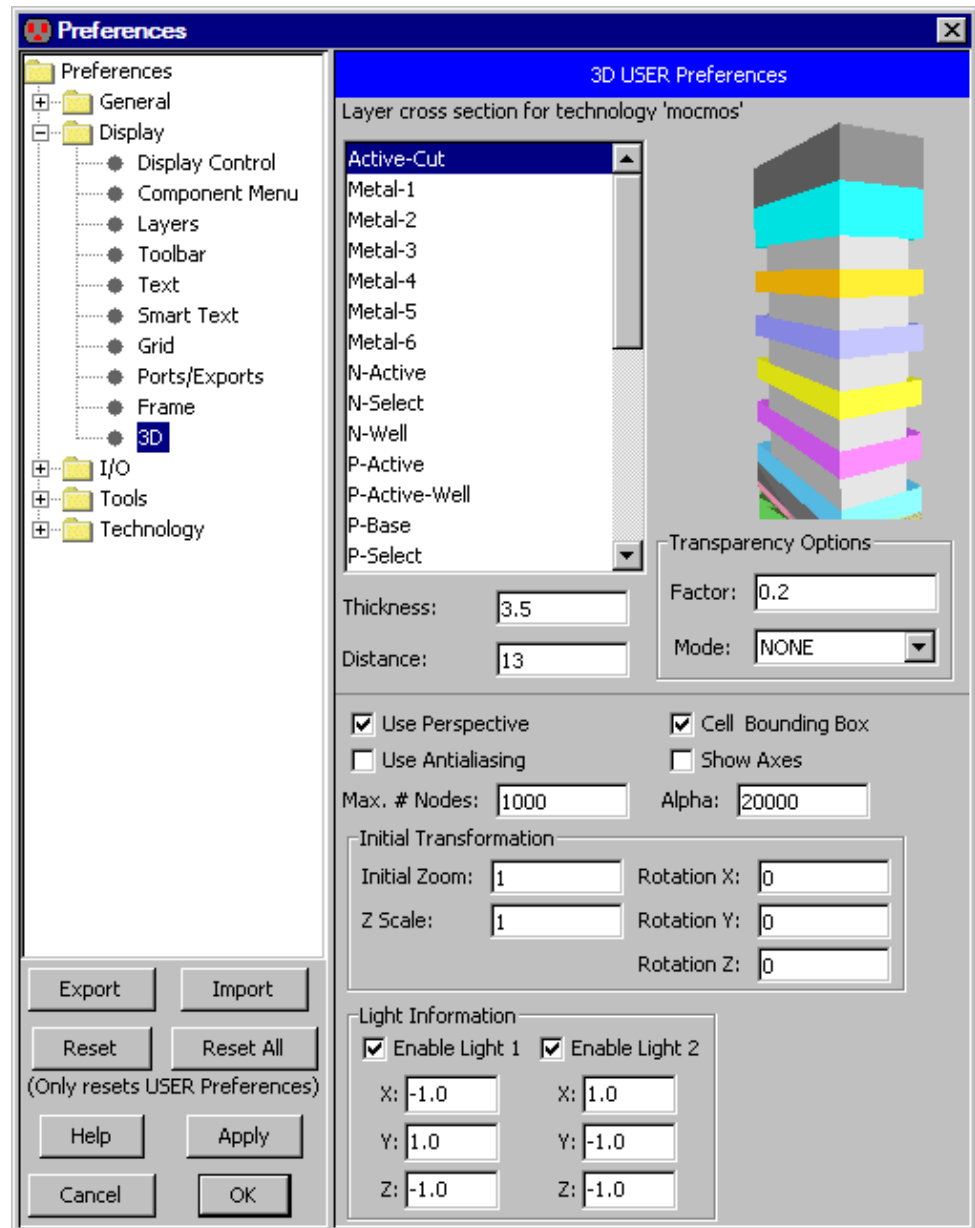 Preferences
Preferences
General
Display
Display Control
Component Menu
Layers
Toolbar
Text
Smart Text
Grid
Ports/Exports
Frame
3D
I/O
Tools
Technology
Export Import
Reset Reset All
(Only resets USER Preferences)
Help Apply
Cancel OK
3D USER Preferences
Layer cross section for technology 'mocmos'
Active-Cut
Metal-1
Metal-2
Metal-3
Metal-4
Metal-5
Metal-6
N-Active
N-Select
N-Well
P-Active
P-Active-Well
P-Base
P-Select
Thickness: 3.5
Distance: 13
Transparency Options
Factor: 0.2
Mode: NONE
Use Perspective Cell Bounding Box
Use Antialiasing Show Axes
Max. # Nodes: 1000 Alpha: 20000
Initial Transformation
Initial Zoom: 1 Rotation X: 0
Z Scale: 1 Rotation Y: 0
Rotation Z: 0
Light Information
Enable Light 1 Enable Light 2
X: -1.0 X: 1.0
Y: 1.0 Y: -1.0
Z: -1.0 Z: -1.0